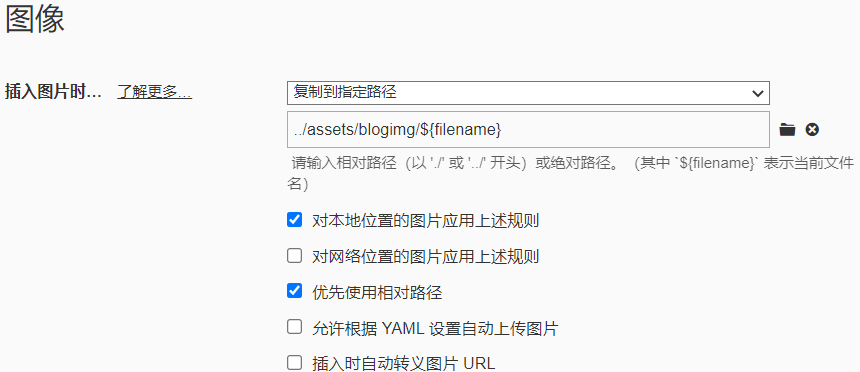 图像
插入图片时... 了解更多... 复制到指定路径
../assets/blogimg/${filename}
请输入相对路径（以 './' 或 '../' 开头）或绝对路径。（其中 `${filename}` 表示当前文件
名）
对本地位置的图片应用上述规则
对网络位置的图片应用上述规则
优先使用相对路径
允许根据 YAML 设置自动上传图片
插入时自动转义图片 URL